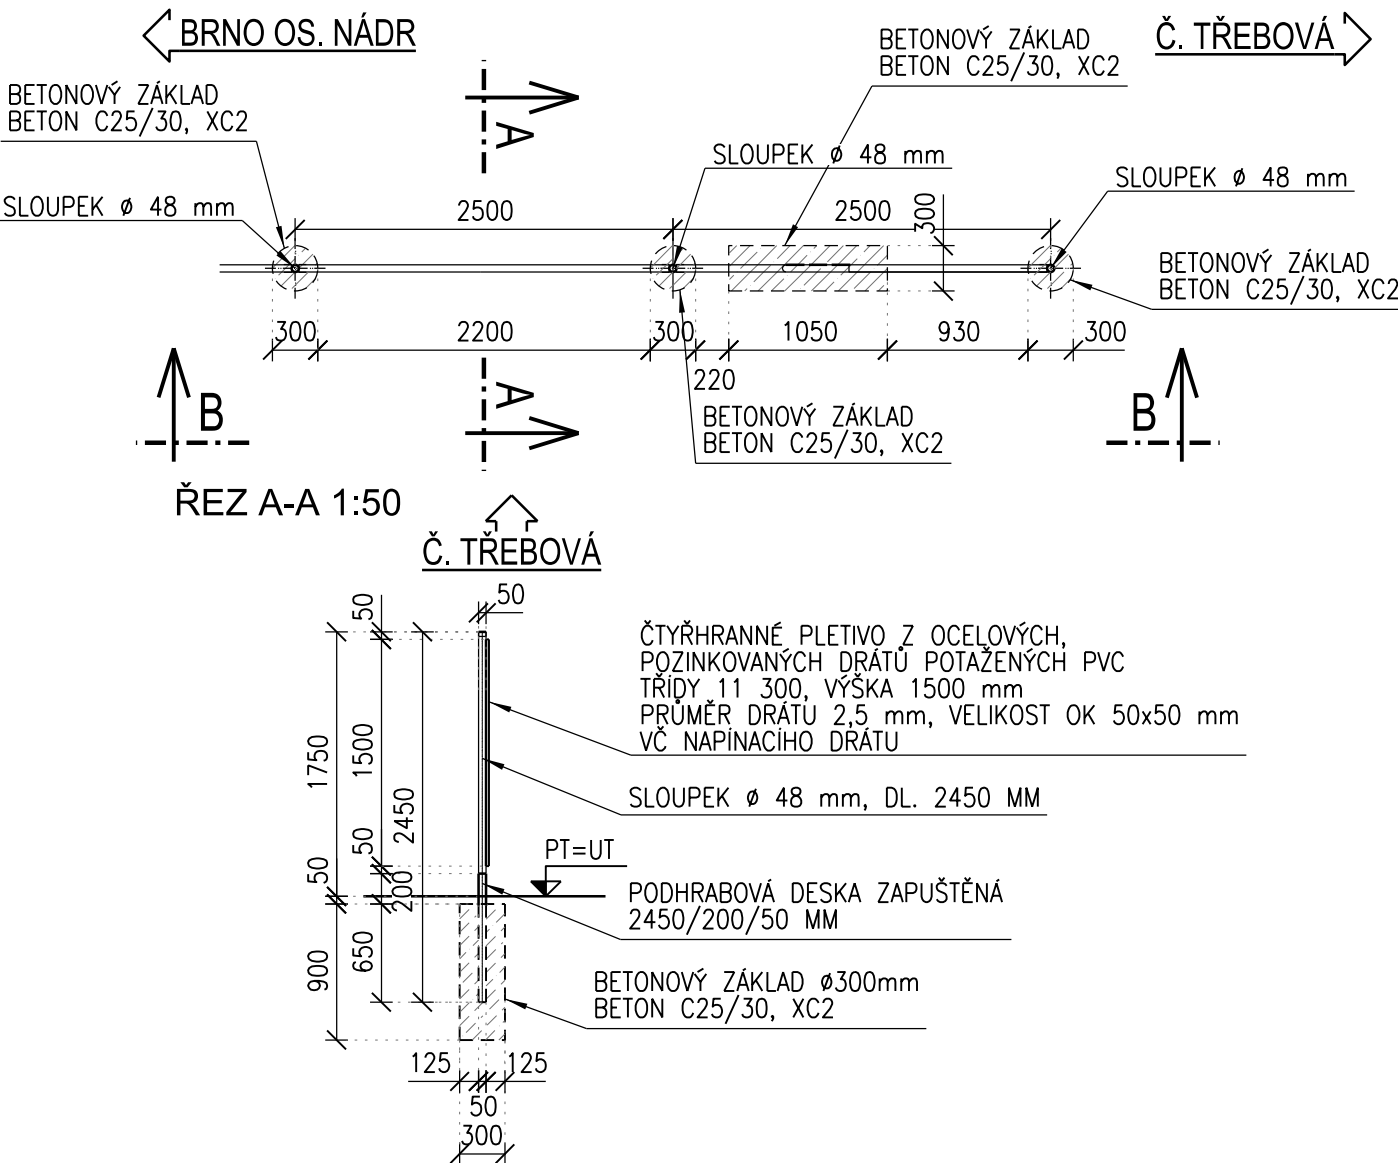 BRNO OS. NÁDR
Č. TŘEBOVÁ
BETONOVÝ ZÁKLAD
BETON C25/30, XC2
BETONOVÝ ZÁKLAD
BETON C25/30, XC2
A
SLOUPEK ø 48 mm
SLOUPEK ø 48 mm
SLOUPEK ø 48 mm
2500
2500
300
BETONOVÝ ZÁKLAD
BETON C25/30, XC2
300
2200
300
1050
930
300
220
A
B
B
BETONOVÝ ZÁKLAD
BETON C25/30, XC2
ŘEZ A-A 1:50
Č. TŘEBOVÁ
50
50
ČTYŘHRANNÉ PLETIVO Z OCELOVÝCH,
POZINKOVANÝCH DRÁTŮ POTAŽENÝCH PVC
TŘÍDY 11 300, VÝŠKA 1500 mm
PRŮMĚR DRÁTU 2,5 mm, VELIKOST OK 50x50 mm
VČ NAPÍNACÍHO DRÁTU
1750
1500
2450
SLOUPEK ø 48 mm, DL. 2450 MM
50
PT=UT
50
200
PODHRABOVÁ DESKA ZAPUŠTĚNÁ
2450/200/50 MM
900
650
BETONOVÝ ZÁKLAD ø300mm
BETON C25/30, XC2
125
125
50
300